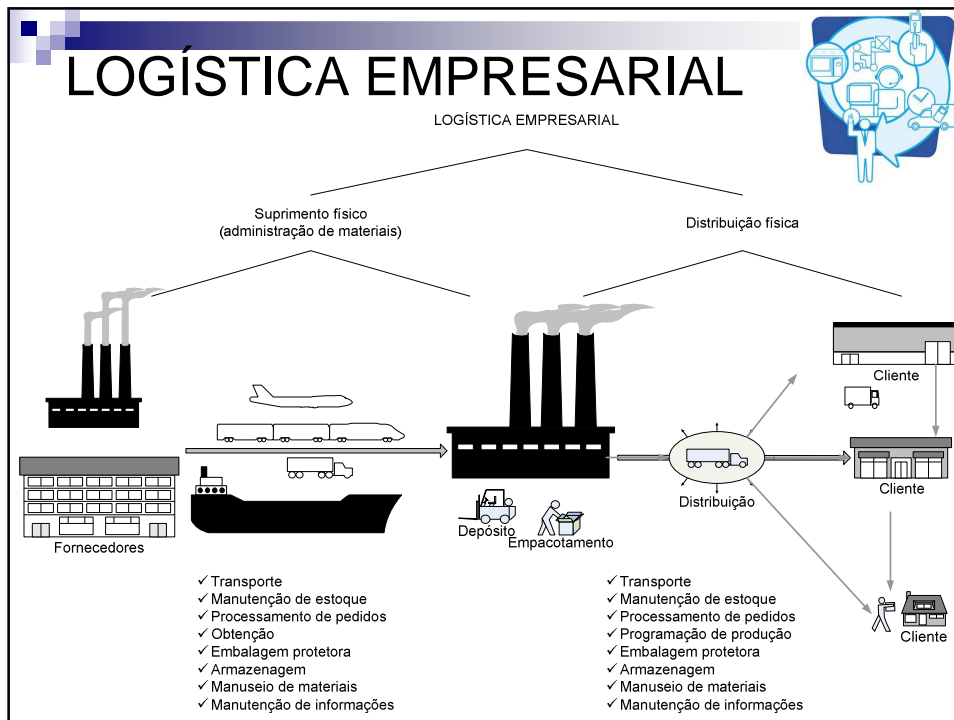 LOGÍSTICA EMPRESARIAL
LOGÍSTICA EMPRESARIAL
Suprimento físico
(administração de materiais)
Distribuição física
Cliente
Cliente
Distribuição
Depósito
Empacotamento
Fornecedores
Cliente
✓ Transporte
✓ Manutenção de estoque
✓ Processamento de pedidos
✓ Obtenção
✓ Embalagem protetora
✓ Armazenagem
✓ Manuseio de materiais
✓ Manutenção de informações
✓ Transporte
✓ Manutenção de estoque
✓ Processamento de pedidos
✓ Programação de produção
✓ Embalagem protetora
✓ Armazenagem
✓ Manuseio de materiais
✓ Manutenção de informações